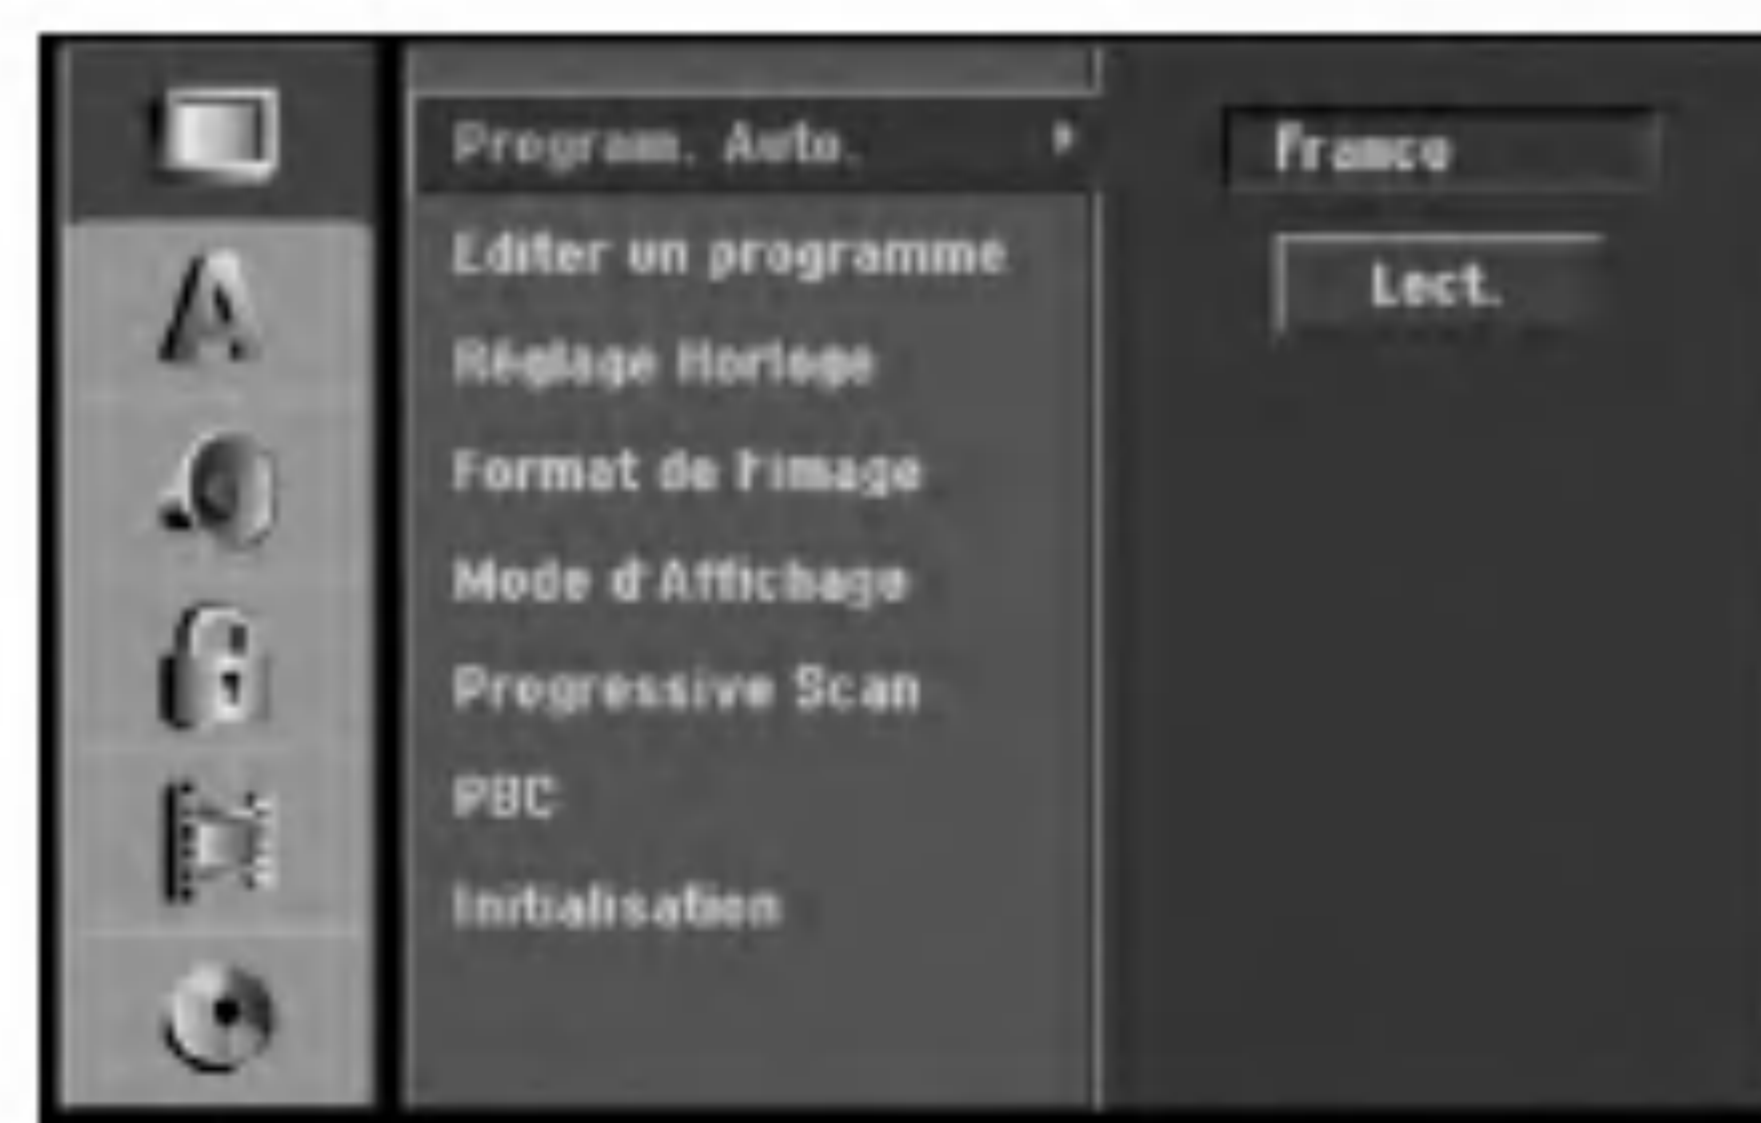 Program. Auto.
France
Editer un programme
Lect.
Réglage Horloge
Format de l'image
Mode d'Affichage
Progressive Scan
PBC
Initialisation